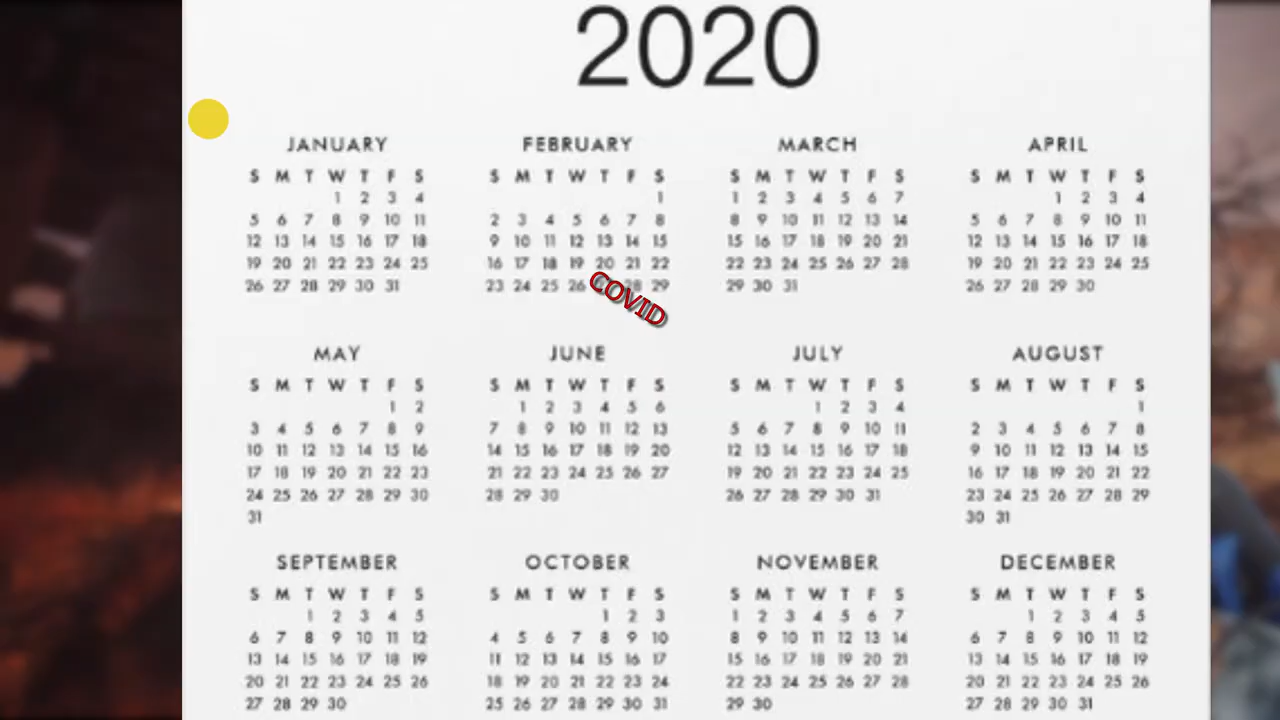 2020
JANUARY FEBRUARY MARCH APRIL
S M T W T F S S M T W T F S S M T W T F S S M T W T F S
1 2 3 4 1 1 2 3 4 5 6 7 1 2 3 4
5 6 7 8 9 10 11 2 3 4 5 6 7 8 8 9 10 11 12 13 14 5 6 7 8 9 10 11
12 13 14 15 16 17 18 9 10 11 12 13 14 15 15 16 17 18 19 20 21 12 13 14 15 16 17 18
19 20 21 22 23 24 25 16 17 18 19 20 21 22 22 23 24 25 26 27 28 19 20 21 22 23 24 25
26 27 28 29 30 31 23 24 25 26 28 29 29 30 31 26 27 28 29 30
COVID
MAY JUNE JULY AUGUST
S M T W T F S S M T W T F S S M T W T F S S M T W T F S
1 2 1 2 3 4 5 6 1 2 3 4 1
3 4 5 6 7 8 9 7 8 9 10 11 12 13 5 6 7 8 9 10 11 2 3 4 5 6 7 8
10 11 12 13 14 15 16 14 15 16 17 18 19 20 12 13 14 15 16 17 18 9 10 11 12 13 14 15
17 18 19 20 21 22 23 21 22 23 24 25 26 27 19 20 21 22 23 24 25 16 17 18 19 20 21 22
24 25 26 27 28 29 30 28 29 30 26 27 28 29 30 31 23 24 25 26 27 28 29
31 30 31
SEPTEMBER OCTOBER NOVEMBER DECEMBER
S M T W T F S S M T W T F S S M T W T F S S M T W T F S
1 2 3 4 5 1 2 3 1 2 3 4 5 6 7 1 2 3 4 5
6 7 8 9 10 11 12 4 5 6 7 8 9 10 8 9 10 11 12 13 14 6 7 8 9 10 11 12
13 14 15 16 17 18 19 11 12 13 14 15 16 17 15 16 17 18 19 20 21 13 14 15 16 17 18 19
20 21 22 23 24 25 26 18 19 20 21 22 23 24 22 23 24 25 26 27 28 20 21 22 23 24 25 26
27 28 29 30 25 26 27 28 29 30 31 29 30 27 28 29 30 31